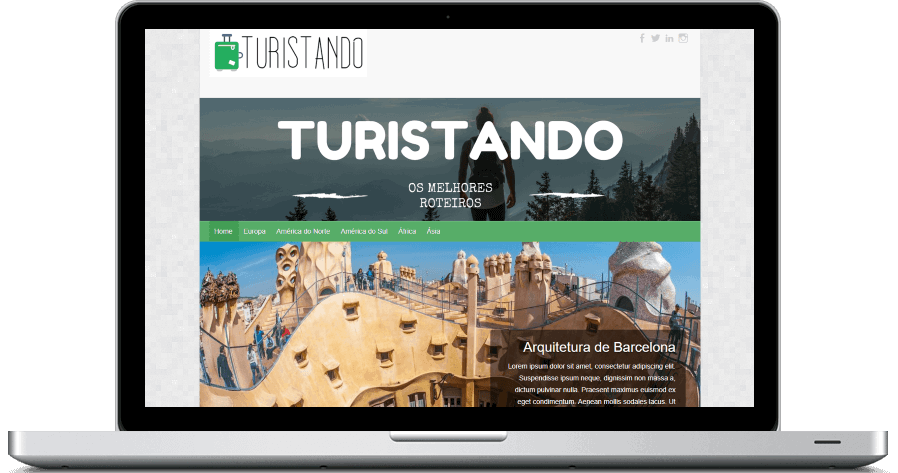 TURISTANDO
TURISTANDO
OS MELHORES
ROTEIROS
Home Europa América do Norte América do Sul África Ásia
Arquitetura de Barcelona
Lorem ipsum dolor sit amet, consectetur adipiscing elit.
Suspendisse ipsum neque, dignissim non massa a,
dictum pulvinar nulla. Praesent maximus euismod ex
eget condimentum. Aenean mollis sodales lacus. Ut